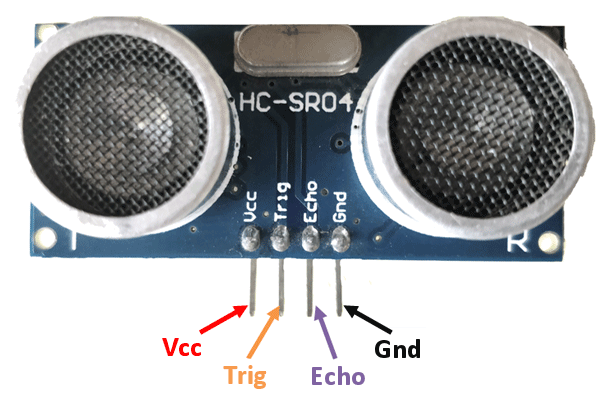 HC-SR04
Vcc
Trig
Echo
Gnd
T
R
Vcc
Trig
Echo
Gnd